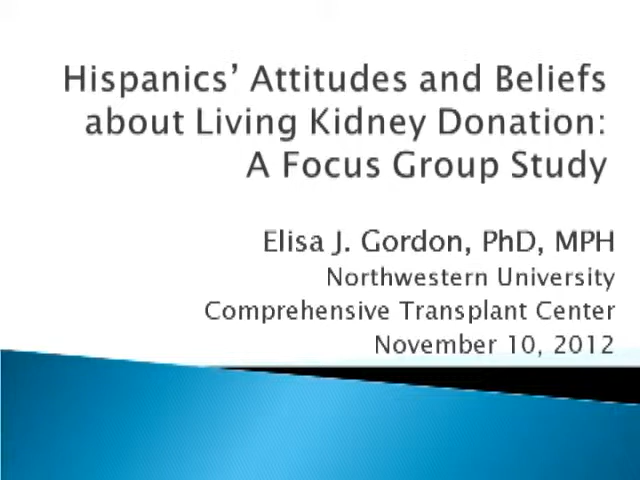 Hispanics’ Attitudes and Beliefs
about Living Kidney Donation:
A Focus Group Study
Elisa J. Gordon, PhD, MPH
Northwestern University
Comprehensive Transplant Center
November 10, 2012